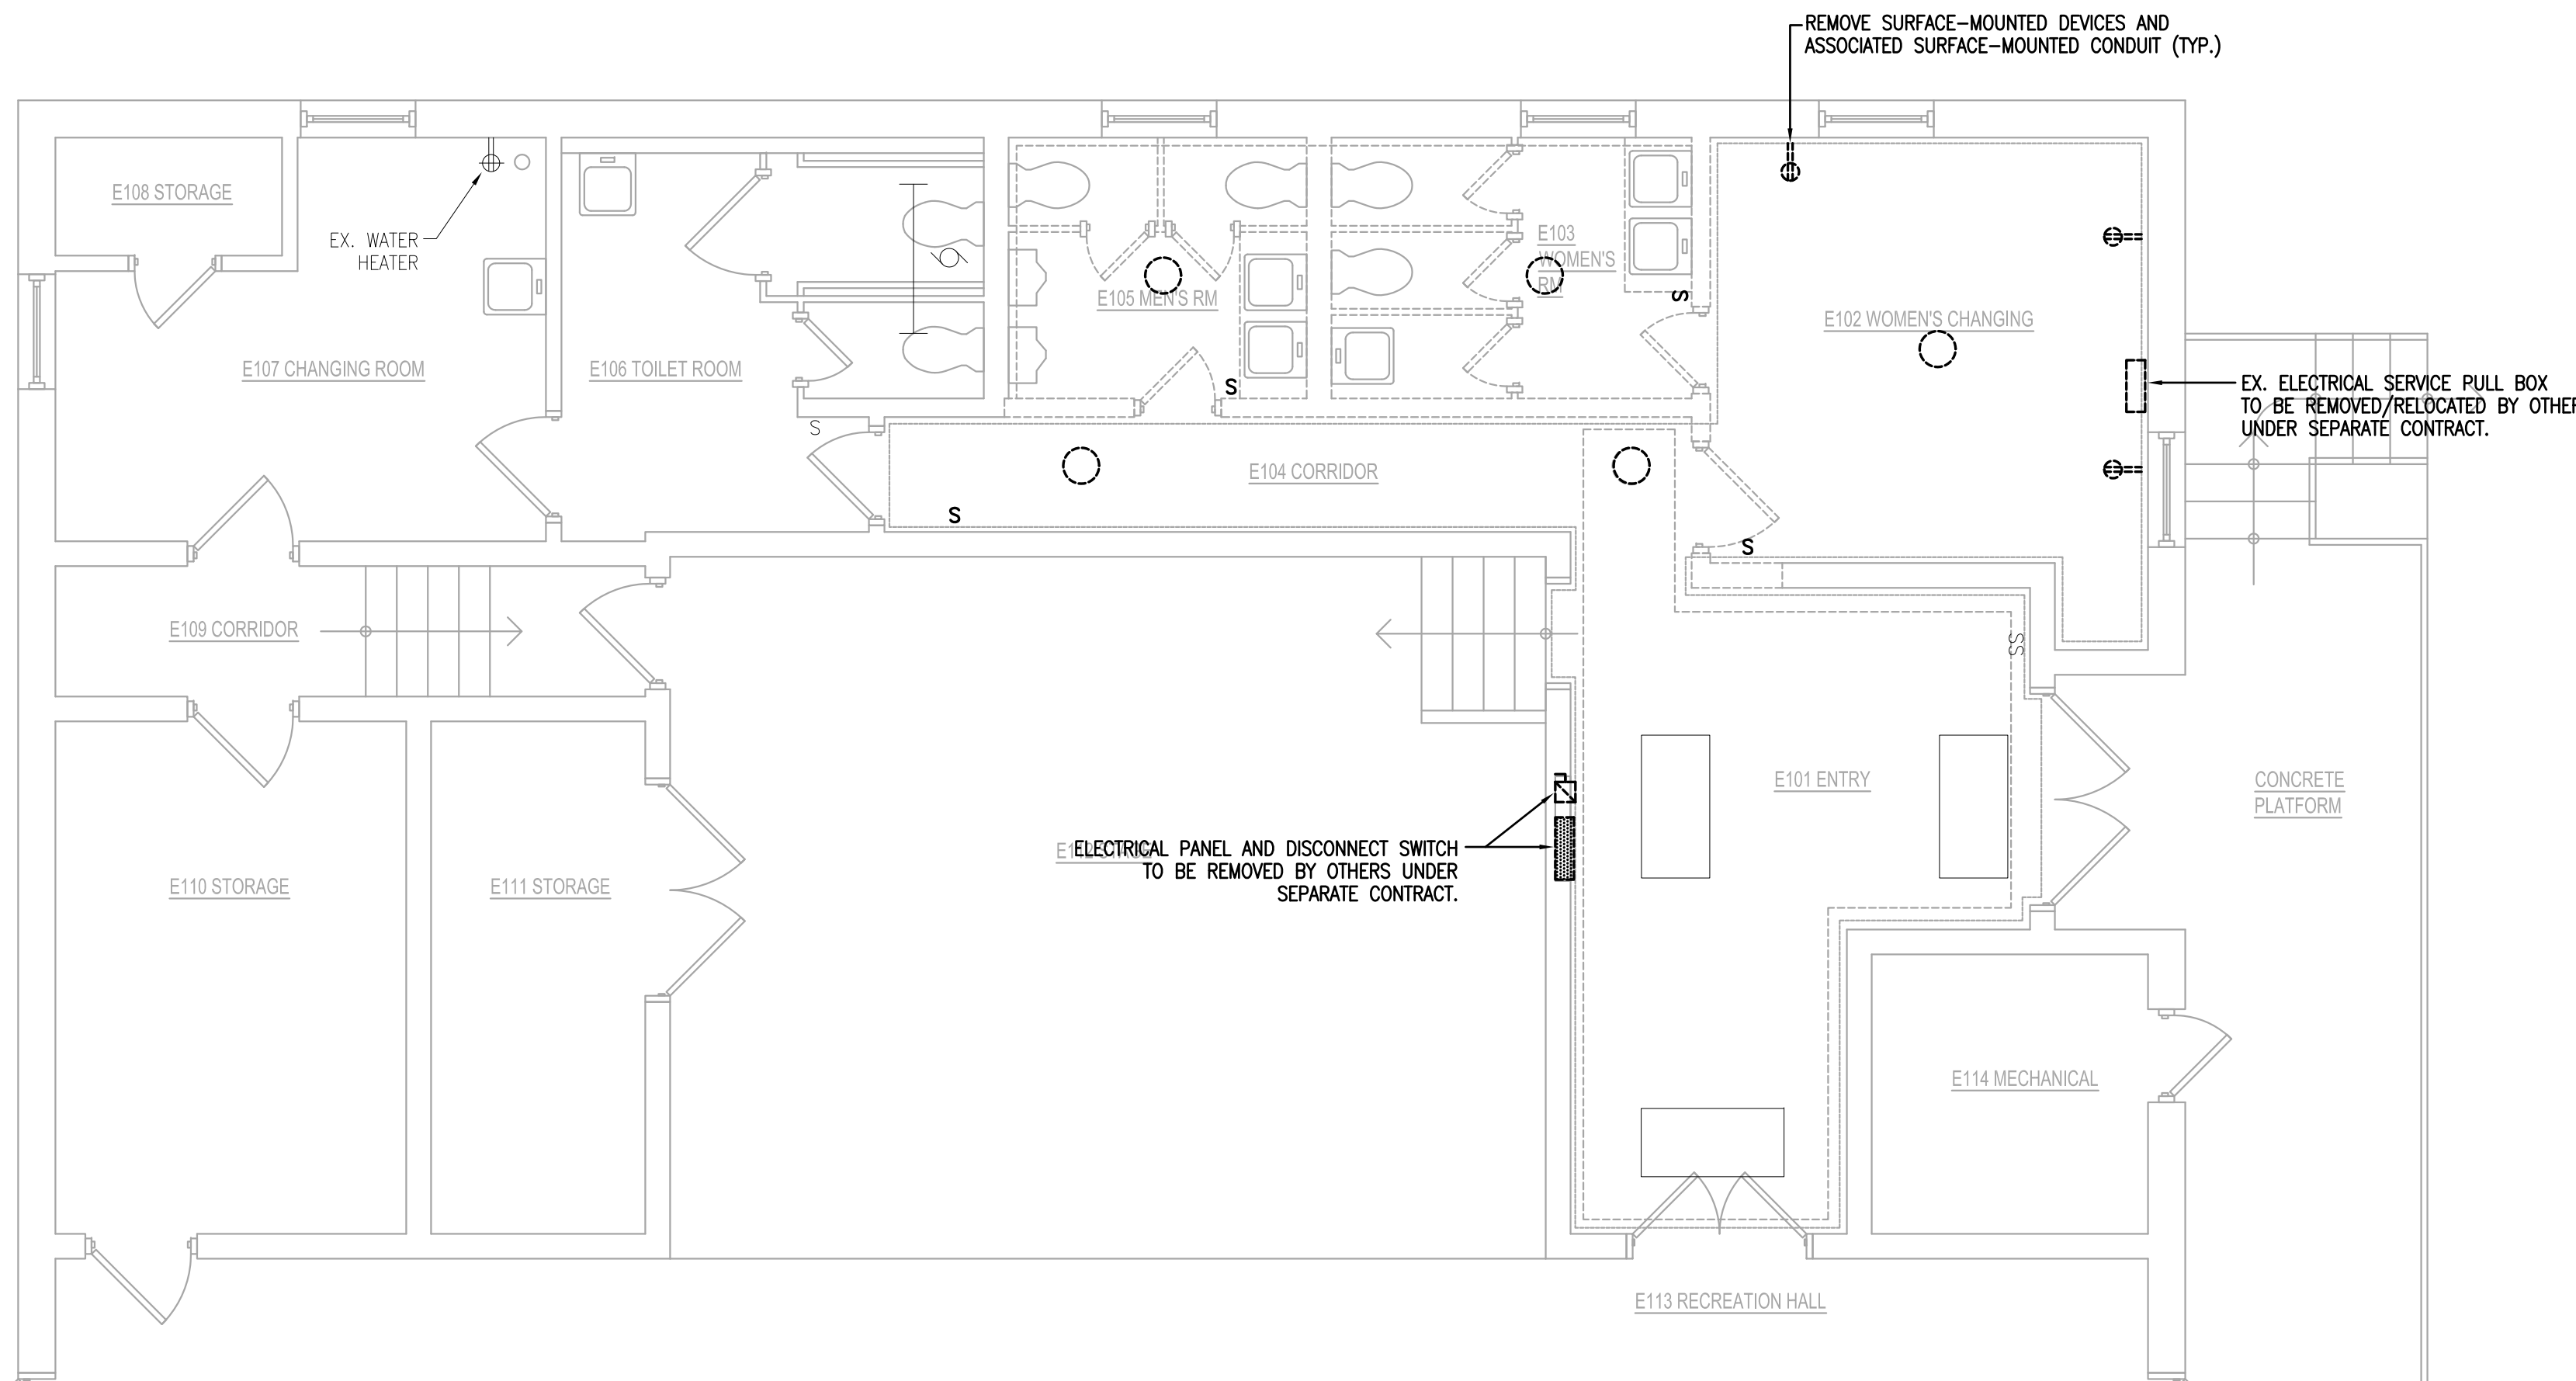 REMOVE SURFACE-MOUNTED DEVICES AND
ASSOCIATED SURFACE-MOUNTED CONDUIT (TYP.)
E108 STORAGE
EX. WATER
HEATER
E103
WOMEN'S
RM
E105 MEN'S RM
S
E102 WOMEN'S CHANGING
E107 CHANGING ROOM
E106 TOILET ROOM
S
EX. ELECTRICAL SERVICE PULL BOX
TO BE REMOVED/RELOCATED BY OTHER
UNDER SEPARATE CONTRACT.
S
E104 CORRIDOR
S
S
E109 CORRIDOR
SS
E101 ENTRY
CONCRETE
PLATFORM
ELECTRICAL PANEL AND DISCONNECT SWITCH
TO BE REMOVED BY OTHERS UNDER
SEPARATE CONTRACT.
E110 STORAGE
E111 STORAGE
E114 MECHANICAL
E113 RECREATION HALL